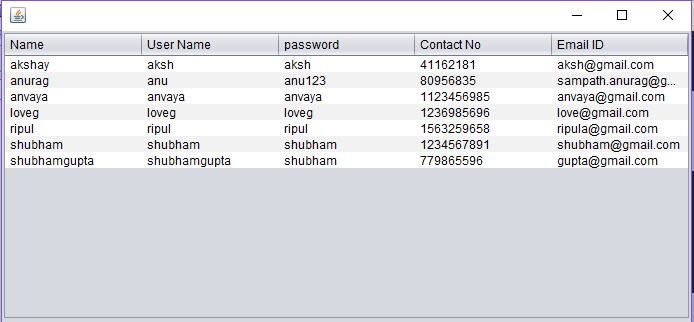 Name User Name password Contact No Email ID
akshay aksh aksh 41162181 aksh@gmail.com
anurag anu anu123 80956835 sampath.anurag@g...
anvaya anvaya anvaya 1123456985 anvaya@gmail.com
loveg loveg loveg 1236985696 love@gmail.com
ripul ripul ripul 1563259658 ripula@gmail.com
shubham shubham shubham 1234567891 shubham@gmail.com
shubhamgupta shubhamgupta shubham 779865596 gupta@gmail.com